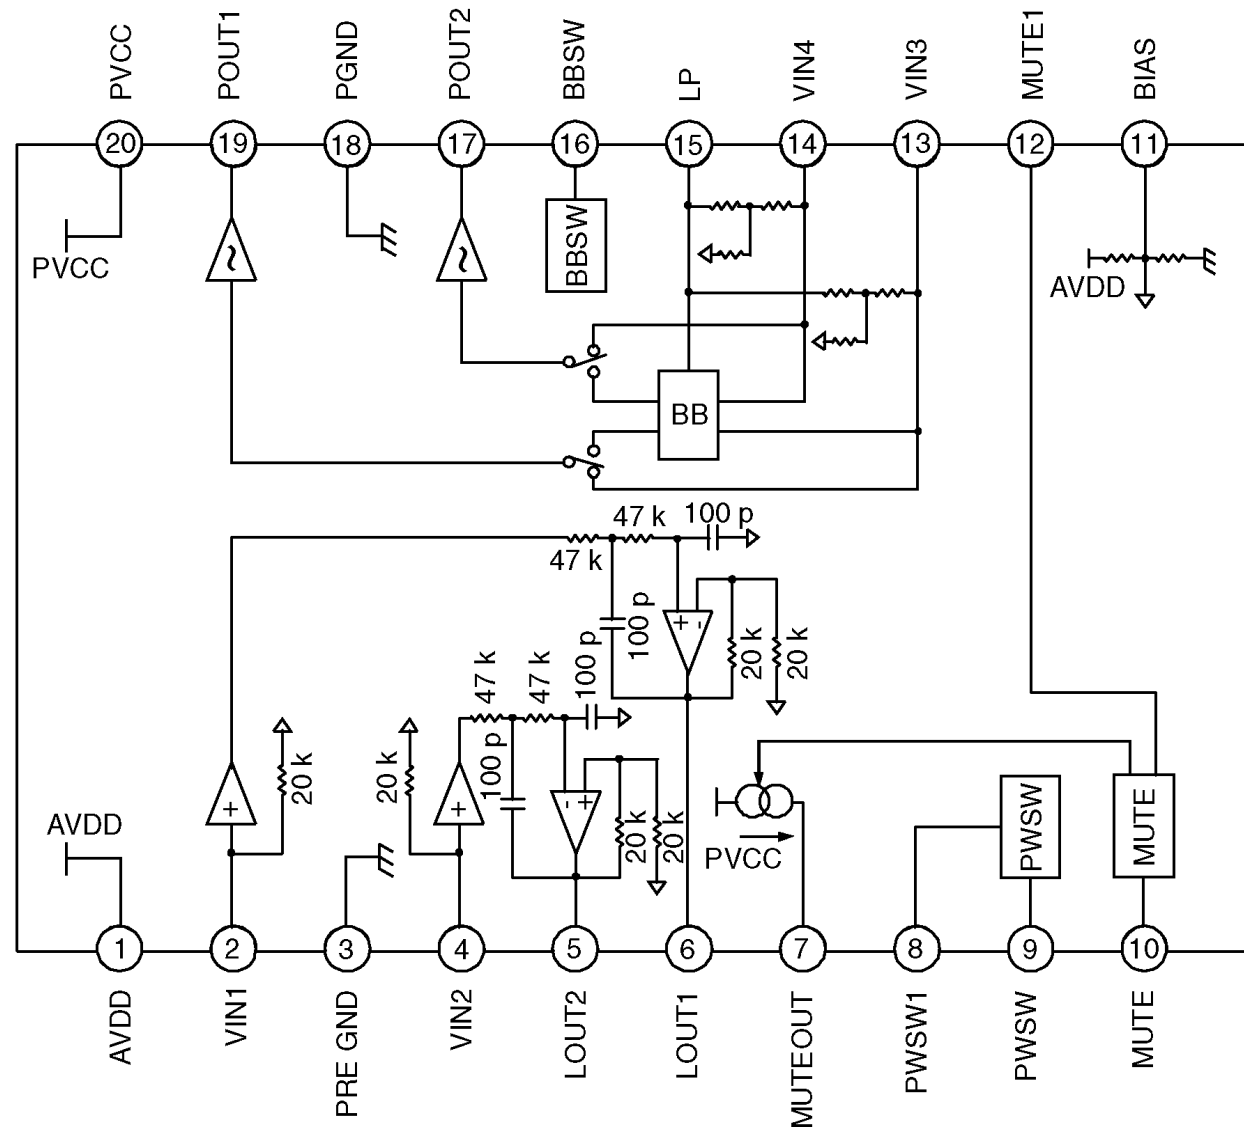 PVCC
POUT1
PGND
POUT2
BBSW
LP
VIN4
VIN3
MUTE1
BIAS
20
19
18
17
16
15
14
13
12
11
PVCC
~
~
BBSW
AVDD
BB
47 k
100 p
47 k
100 p
+ -
20 k
20 k
47 k
47 k
100 p
100 p
- +
20 k
20 k
20 k
+
20 k
+
AVDD
PVCC
PWSW
MUTE
1
2
3
4
5
6
7
8
9
10
AVDD
VIN1
PRE GND
VIN2
LOUT2
LOUT1
MUTEOUT
PWSW1
PWSW
MUTE